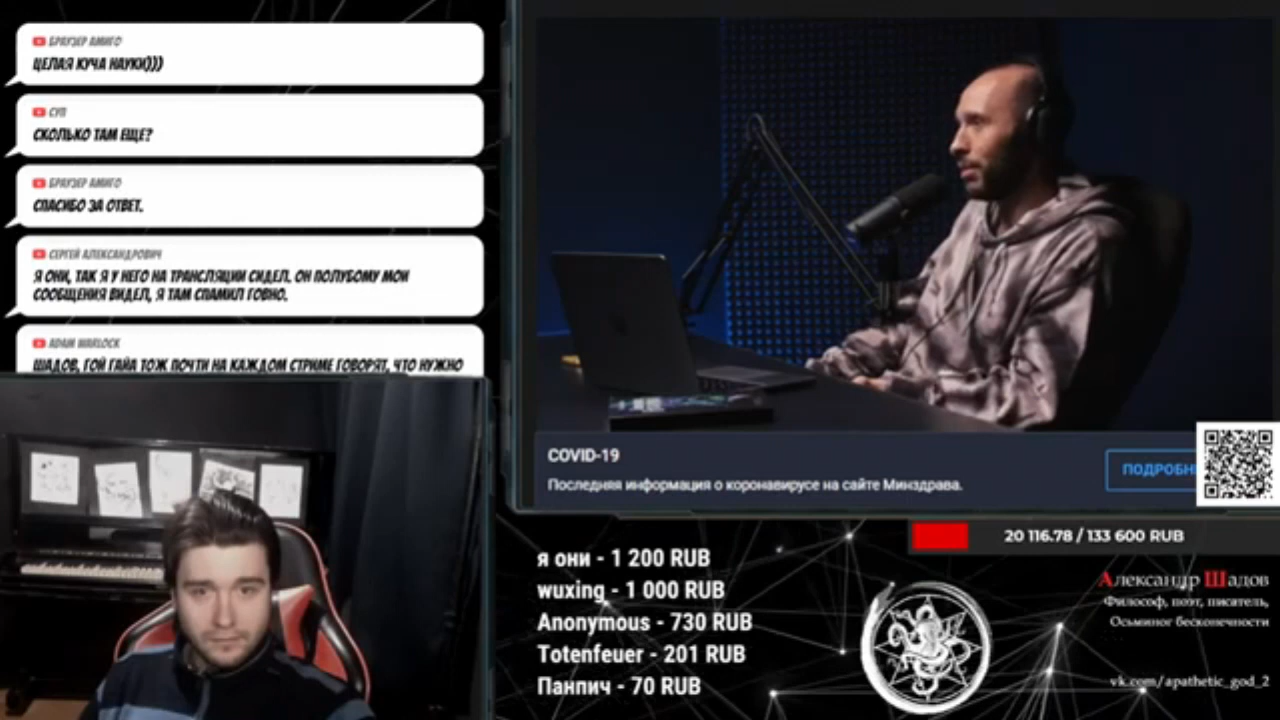 БРАУЗЕР АМИГО
ЦЕЛАЯ КУЧА НАУКИ)))
СУП
СКОЛЬКО ТАМ ЕЩЕ?
БРАУЗЕР АМИГО
СПАСИБО ЗА ОТВЕТ.
СЕРГЕЙ АЛЕКСАНДРОВИЧ
Я ОНИ, ТАК Я У НЕГО НА ТРАНСЛЯЦИИ СИДЕЛ. ОН ПОЛУБОМУ МОИ
СООБЩЕНИЯ ВИДЕЛ, Я ТАМ СПАМИЛ ГОВНО.
ADAM WARLOCK
ШАДОВ, ГОЙ ГАЙА ТОЖ ПОЧТИ НА КАЖДОМ СТРИМЕ ГОВОРЯТ, ЧТО НУЖНО
COVID-19
Последняя информация о коронавирусе на сайте Минздрава.
ПОДРОБН
20 116.78 / 133 600 RUB
я они - 1 200 RUB
wuxing - 1 000 RUB
Anonymous - 730 RUB
Totenfeuer - 201 RUB
Панпич - 70 RUB
Александр Шадов
Философ, поэт, писатель,
Осьминог бесконечности
vk.com/apathetic_god_2